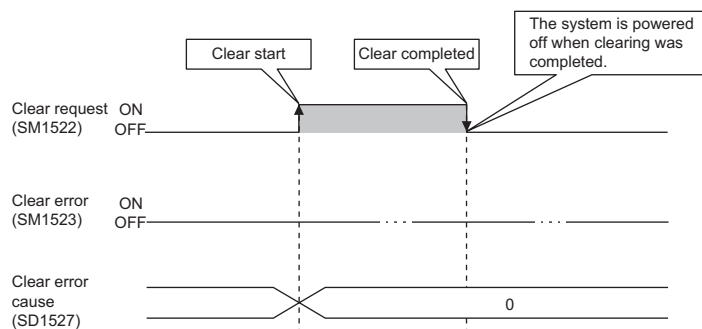 The system is powered
off when clearing was
completed.
Clear start
Clear completed
Clear request ON
(SM1522) OFF
Clear error ON
(SM1523) OFF
Clear error
cause
(SD1527)
0